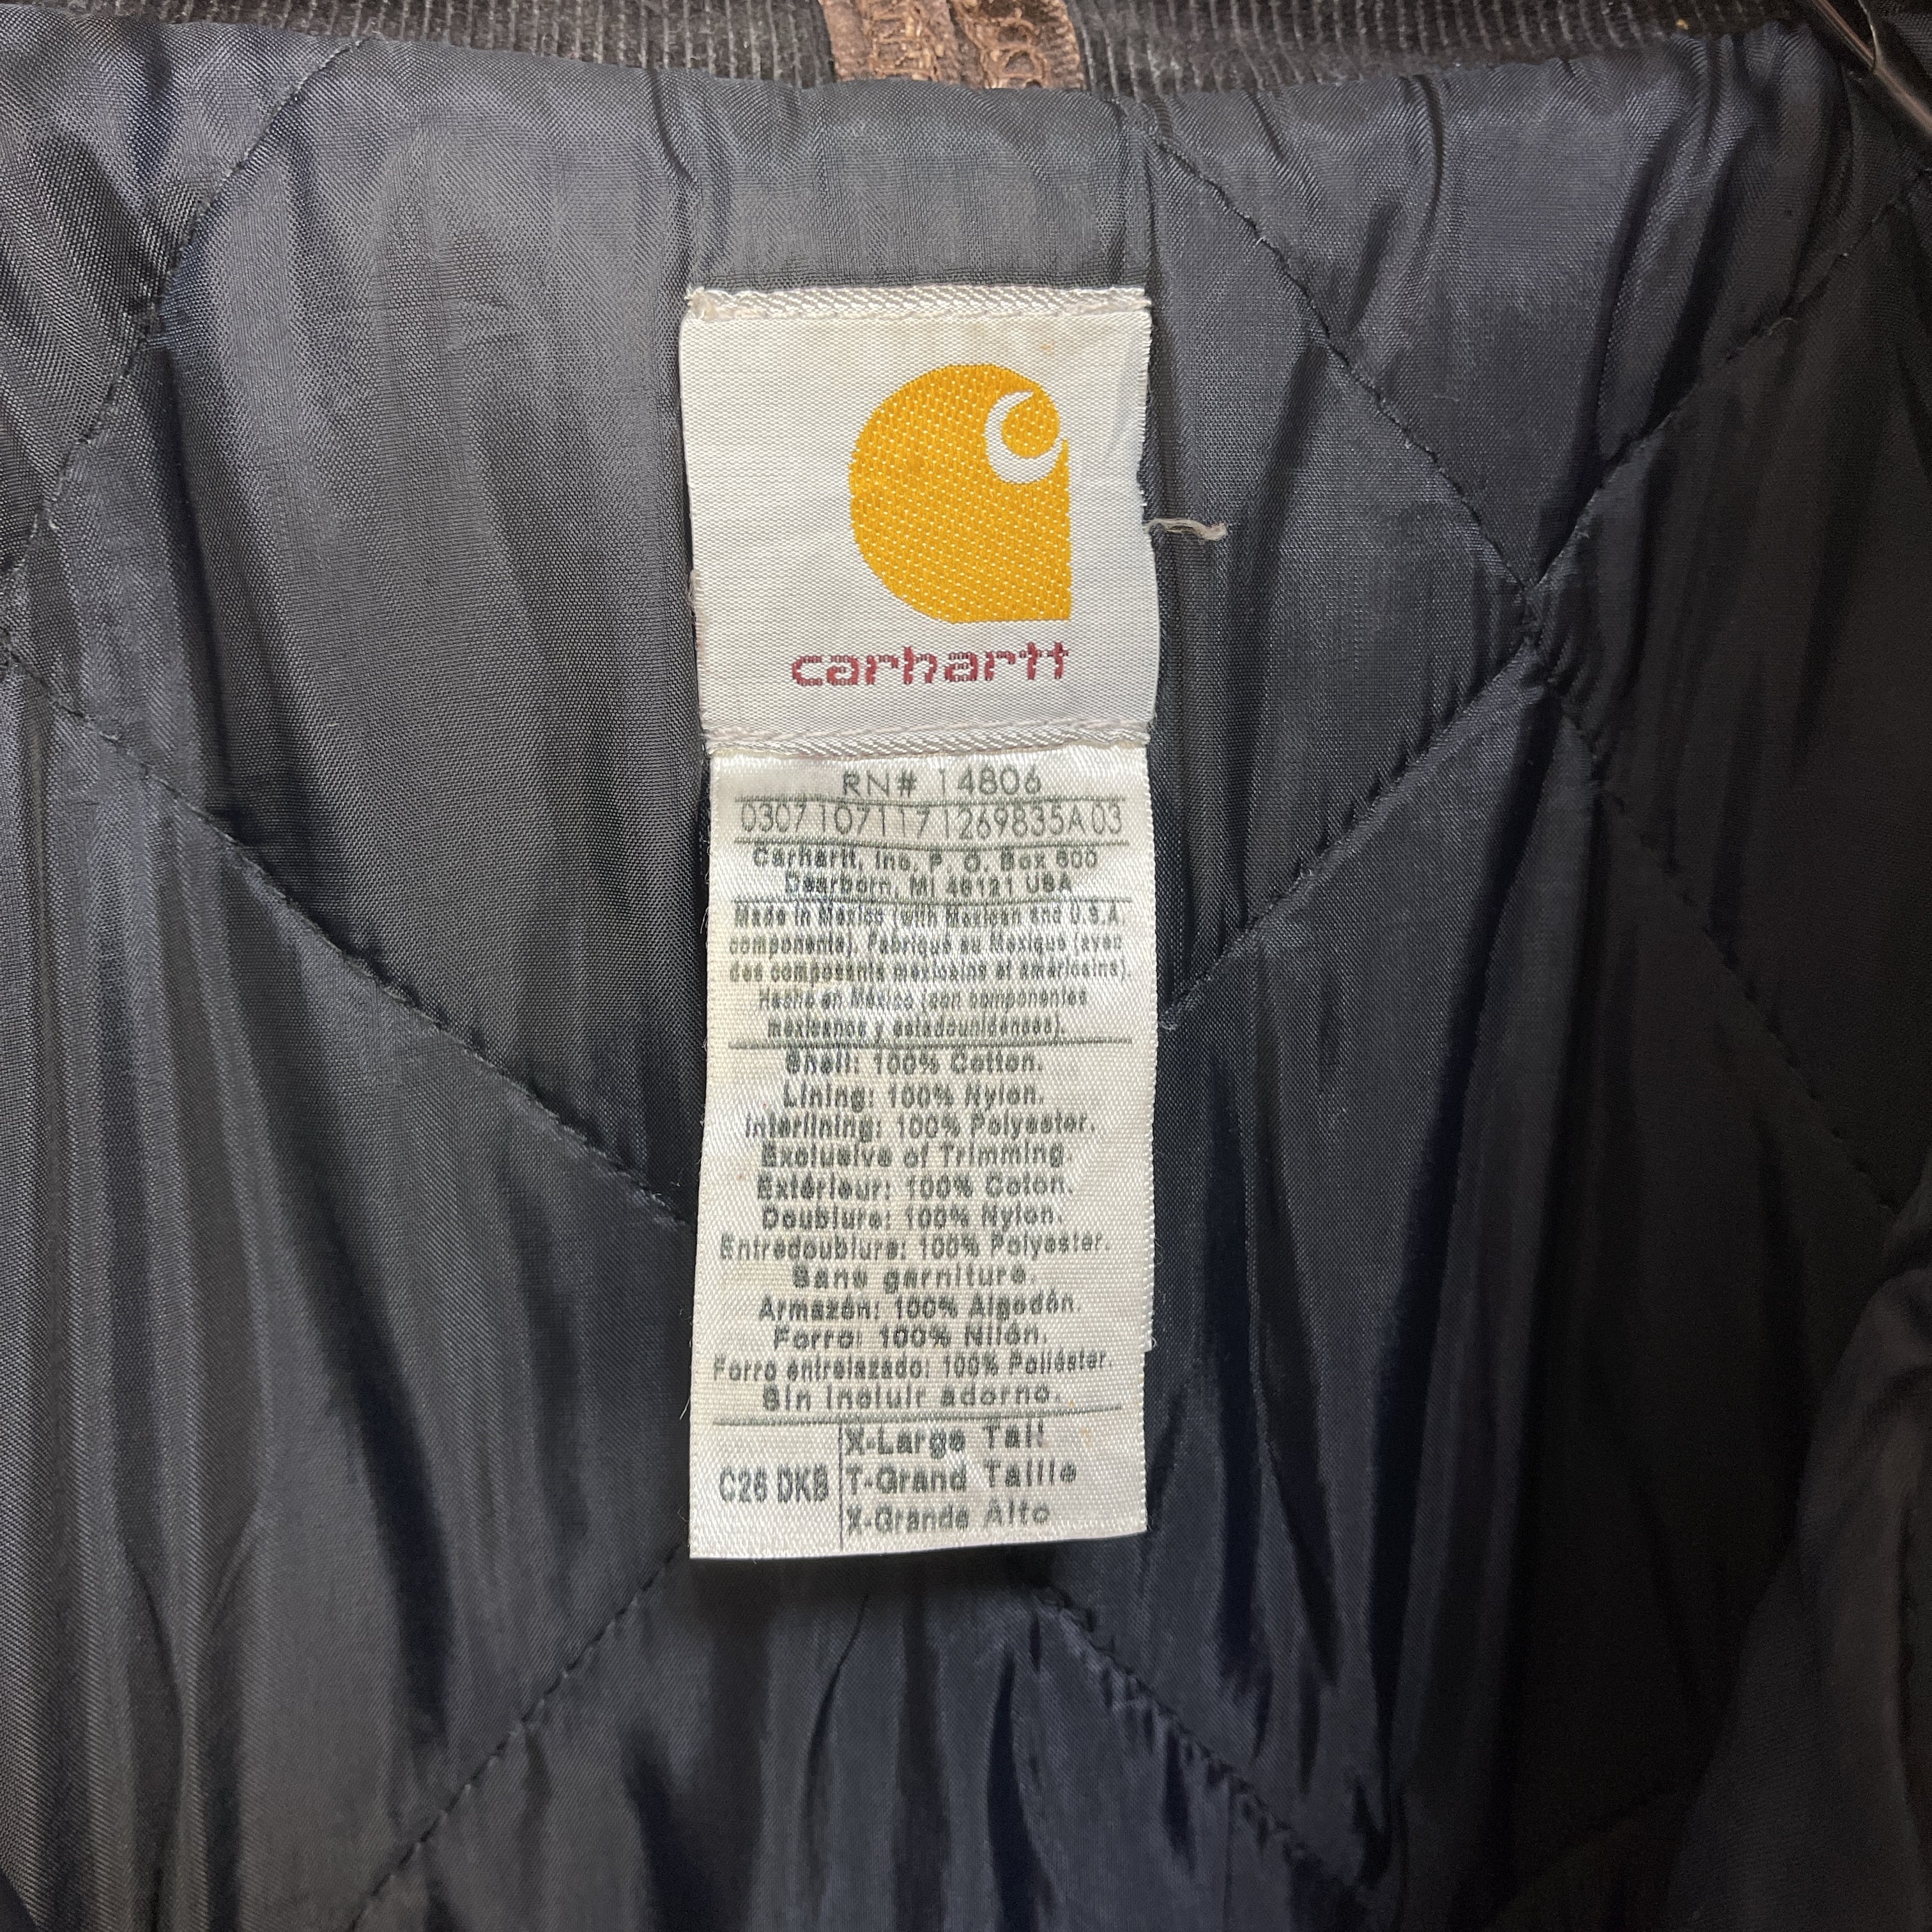 carhartt
RN# 14806
0307107117 1269835A03
Carhartt, Inc. P. O. Box 600
Dearborn, MI 48121 USA
Made in Mexico (with Mexican and U.S.A.
components). Fabriqué au Mexique (avec
des composants mexicains et américains).
Hecho en México (con componentes
mexicanos y estadounidenses).
Shell: 100% Cotton.
Lining: 100% Nylon.
Interlining: 100% Polyester.
Exclusive of Trimming.
Extérieur: 100% Coton.
Doublure: 100% Nylon.
Entredoublure: 100% Polyester.
Sans garniture.
Armazón: 100% Algodón.
Forro: 100% Nilón.
Forro entrelazado: 100% Poliéster.
Sin incluir adorno.
C26 DKB
X-Large Tall
T-Grand Taille
X-Grande Alto